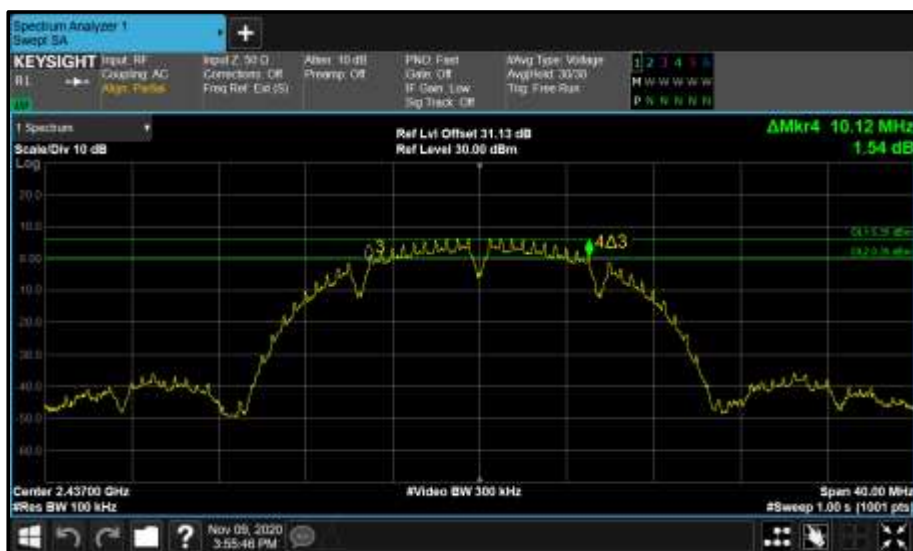 Spectrum Analyzer 1
Swept SA
KEYSIGHT
R L
Input: RF
Coupling: AC
Align: Partial
Input Z: 50 Ω
Corrections: Off
Freq Ref: Ext (S)
Atten: 10 dB
Preamp: Off
PNO: Fast
Gate: Off
IF Gain: Low
Sig Track: Off
#Avg Type: Voltage
Avg|Hold: 30/30
Trig: Free Run
1 2 3 4 5 6
M W W W W W
P N N N N N
1 Spectrum
Scale/Div 10 dB
Ref Lvl Offset 31.13 dB
Ref Level 30.00 dBm
ΔMkr4 10.12 MHz
1.54 dB
Log
20.0
10.0
0.00
-10.0
-20.0
-30.0
-40.0
-50.0
-60.0
3
4Δ3
Center 2.43700 GHz
#Res BW 100 kHz
#Video BW 300 kHz
Span 40.00 MHz
#Sweep 1.00 s (1001 pts)
Nov 09, 2020
3:55:46 PM